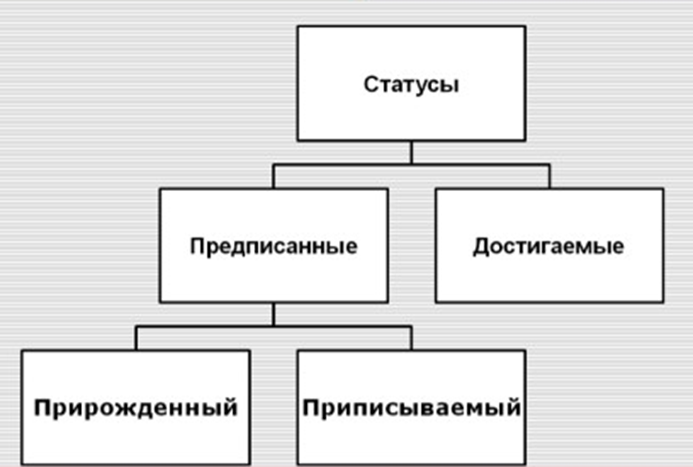 Статусы
Предписанные
Достигаемые
Прирожденный
Приписываемый